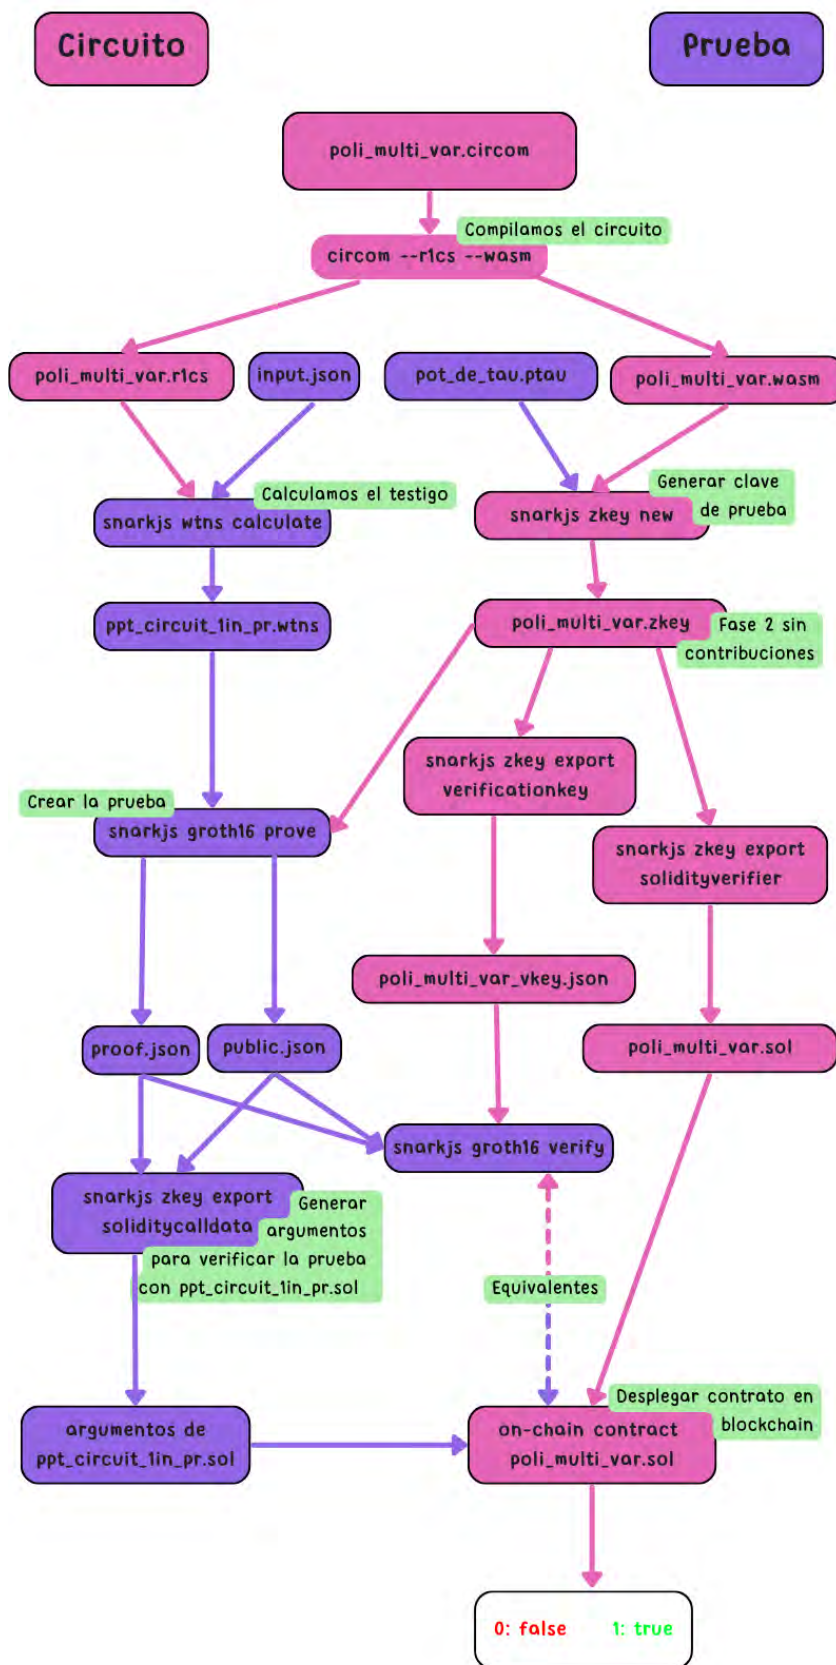 Circuito
Prueba
poli_multi_var.circom
Compilamos el circuito
circom --r1cs --wasm
poli_multi_var.r1cs
input.json
pot_de_tau.ptau
poli_multi_var.wasm
Calculamos el testigo
snarkjs wtns calculate
Generar clave
de prueba
snarkjs zkey new
ppt_circuit_1in_pr.wtns
poli_multi_var.zkey
Fase 2 sin
contribuciones
snarkjs zkey export
verificationkey
Crear la prueba
snarkjs groth16 prove
snarkjs zkey export
solidityverifier
poli_multi_var_vkey.json
proof.json
public.json
poli_multi_var.sol
snarkjs groth16 verify
snarkjs zkey export
soliditycalldata
Generar
argumentos
para verificar la prueba
con ppt_circuit_1in_pr.sol
Equivalentes
Desplegar contrato en
blockchain
argumentos de
ppt_circuit_1in_pr.sol
on-chain contract
poli_multi_var.sol
0: false
1: true